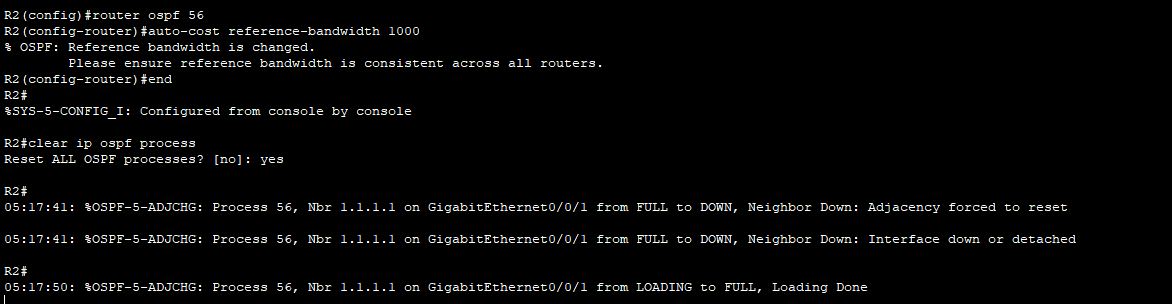 R2(config)#router ospf 56
R2(config-router)#auto-cost reference-bandwidth 1000
% OSPF: Reference bandwidth is changed.
        Please ensure reference bandwidth is consistent across all routers.
R2(config-router)#end
R2#
%SYS-5-CONFIG_I: Configured from console by console
R2#clear ip ospf process
Reset ALL OSPF processes? [no]: yes
R2#
05:17:41: %OSPF-5-ADJCHG: Process 56, Nbr 1.1.1.1 on GigabitEthernet0/0/1 from FULL to DOWN, Neighbor Down: Adjacency forced to reset
05:17:41: %OSPF-5-ADJCHG: Process 56, Nbr 1.1.1.1 on GigabitEthernet0/0/1 from FULL to DOWN, Neighbor Down: Interface down or detached
R2#
05:17:50: %OSPF-5-ADJCHG: Process 56, Nbr 1.1.1.1 on GigabitEthernet0/0/1 from LOADING to FULL, Loading Done